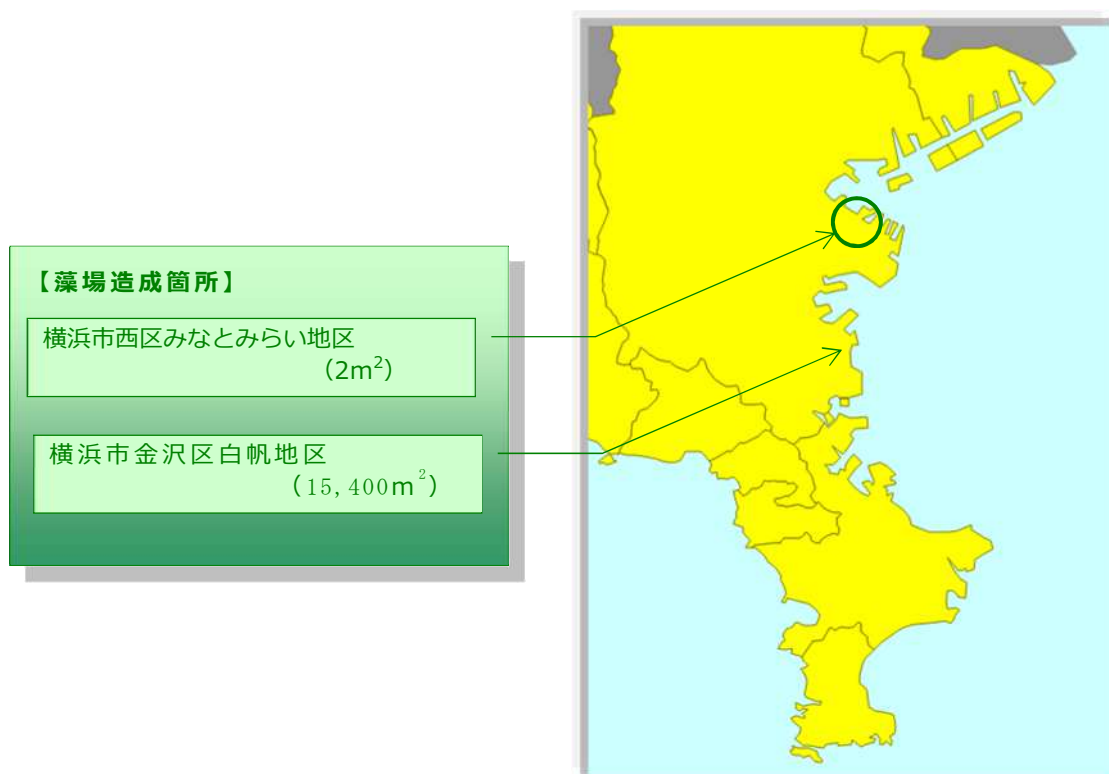 【藻場造成箇所】
横浜市西区みなとみらい地区
（2m²）
横浜市金沢区白帆地区
（15,400m²）